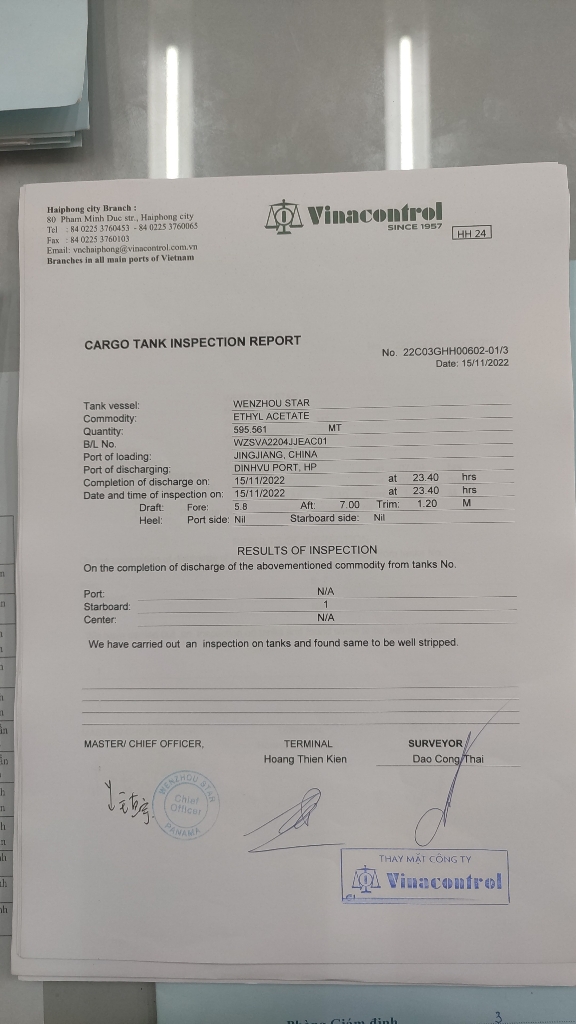 Haiphong city Branch :
80 Pham Minh Duc str., Haiphong city
Tel : 84 0225 3760453 - 84 0225 3760065
Fax : 84 0225 3760103
Email: vnchaiphong@vinacontrol.com.vn
Branches in all main ports of Vietnam
Vinacontrol
SINCE 1957
HH 24
CARGO TANK INSPECTION REPORT
No. 22C03GHH00602-01/3
Date: 15/11/2022
Tank vessel: WENZHOU STAR
Commodity: ETHYL ACETATE
Quantity: 595.561 MT
B/L No. WZSVA2204JJEAC01
Port of loading: JINGJIANG, CHINA
Port of discharging: DINHVU PORT, HP
Completion of discharge on: 15/11/2022 at 23.40 hrs
Date and time of inspection on: 15/11/2022 at 23.40 hrs
Draft: Fore: 5.8 Aft: 7.00 Trim: 1.20 M
Heel: Port side: Nil Starboard side: Nil
RESULTS OF INSPECTION
On the completion of discharge of the abovementioned commodity from tanks No.
Port: N/A
Starboard: 1
Center: N/A
We have carried out an inspection on tanks and found same to be well stripped.
MASTER/ CHIEF OFFICER, TERMINAL SURVEYOR
Hoang Thien Kien Dao Cong Thai
WENZHOU STAR
Chief
Officer
PANAMA
THAY MẶT CÔNG TY
Vinacontrol
Phòng Giám định 3